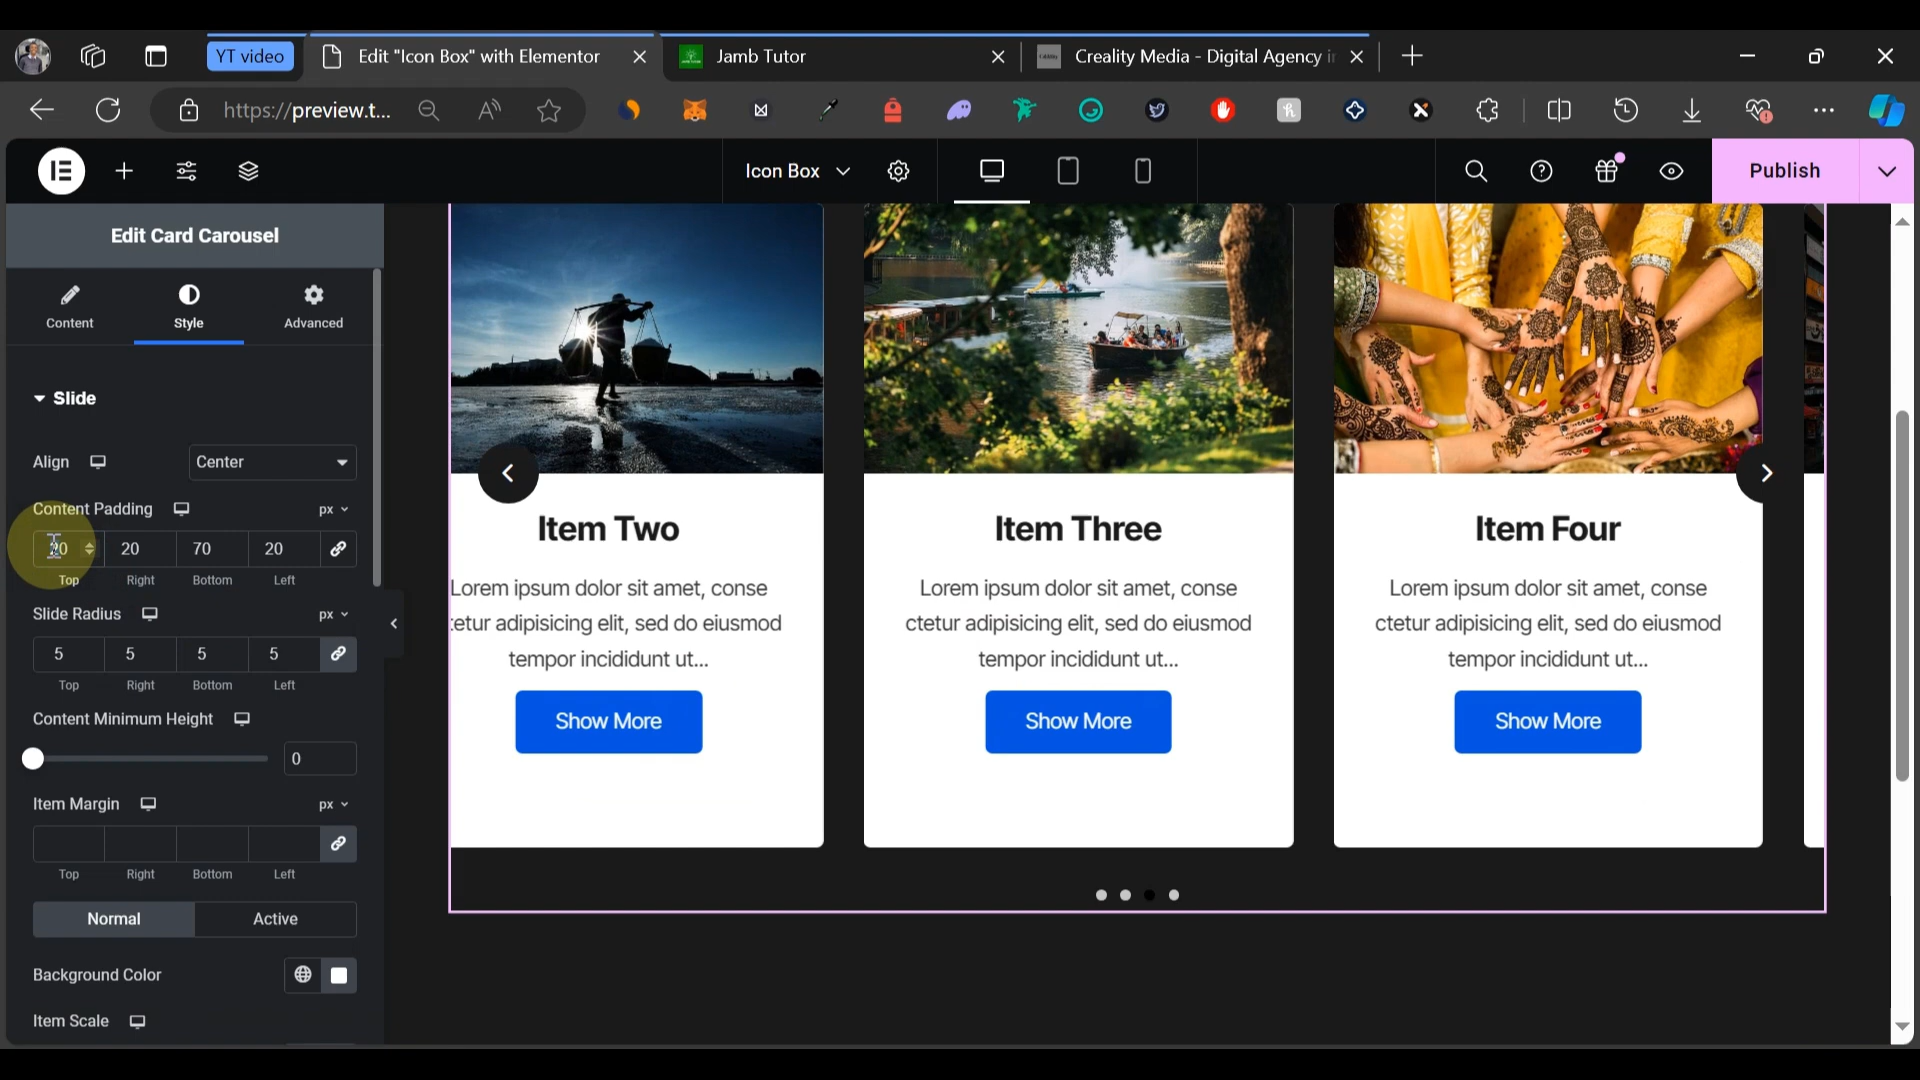 YT video
Edit "Icon Box" with Elementor
Jamb Tutor
Creality Media - Digital Agency i
https://preview.t...
Icon Box
Publish
Edit Card Carousel
Content
Style
Advanced
Slide
Align
Center
Content Padding
px
20
20
70
20
Top
Right
Bottom
Left
Slide Radius
px
5
5
5
5
Top
Right
Bottom
Left
Content Minimum Height
0
Item Margin
px
Top
Right
Bottom
Left
Normal
Active
Background Color
Item Scale
Item Two
Lorem ipsum dolor sit amet, conse
tetur adipisicing elit, sed do eiusmod
tempor incididunt ut...
Show More
Item Three
Lorem ipsum dolor sit amet, conse
ctetur adipisicing elit, sed do eiusmod
tempor incididunt ut...
Show More
Item Four
Lorem ipsum dolor sit amet, conse
ctetur adipisicing elit, sed do eiusmod
tempor incididunt ut...
Show More